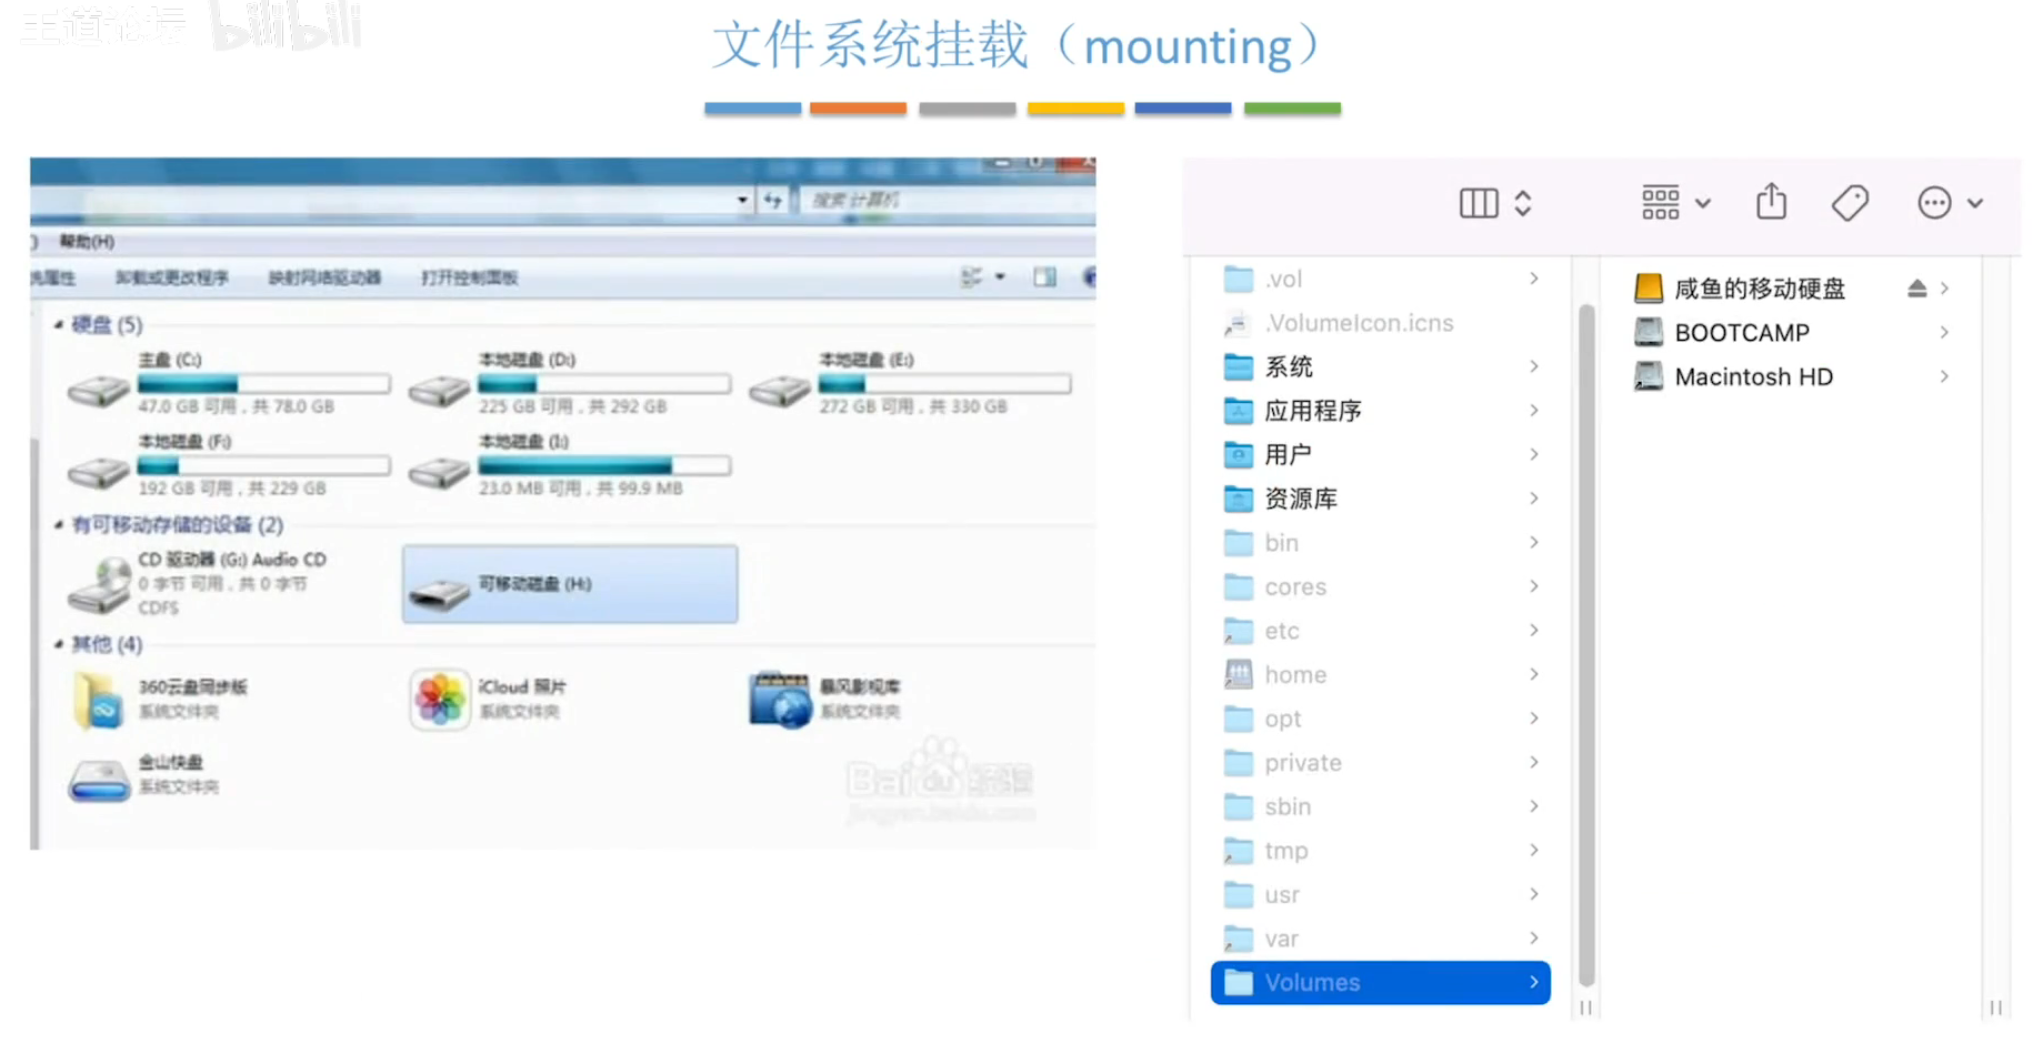 王道论坛 bilibili
文件系统挂载（mounting）
搜索 计算机
帮助(H)
统属性 卸载或更改程序 映射网络驱动器 打开控制面板
硬盘 (5)
主盘 (C:)
47.0 GB 可用，共 78.0 GB
本地磁盘 (D:)
225 GB 可用，共 292 GB
本地磁盘 (E:)
272 GB 可用，共 330 GB
本地磁盘 (F:)
192 GB 可用，共 229 GB
本地磁盘 (I:)
23.0 MB 可用，共 99.9 MB
有可移动存储的设备 (2)
CD 驱动器 (G:) Audio CD
0 字节 可用，共 0 字节
CDFS
可移动磁盘 (H:)
其他 (4)
360云盘同步版
系统文件夹
iCloud 照片
系统文件夹
暴风影视库
系统文件夹
金山快盘
系统文件夹
Baidu 经验
jingyan.baidu.com
.vol
.VolumeIcon.icns
系统
应用程序
用户
资源库
bin
cores
etc
home
opt
private
sbin
tmp
usr
var
Volumes
咸鱼的移动硬盘
BOOTCAMP
Macintosh HD